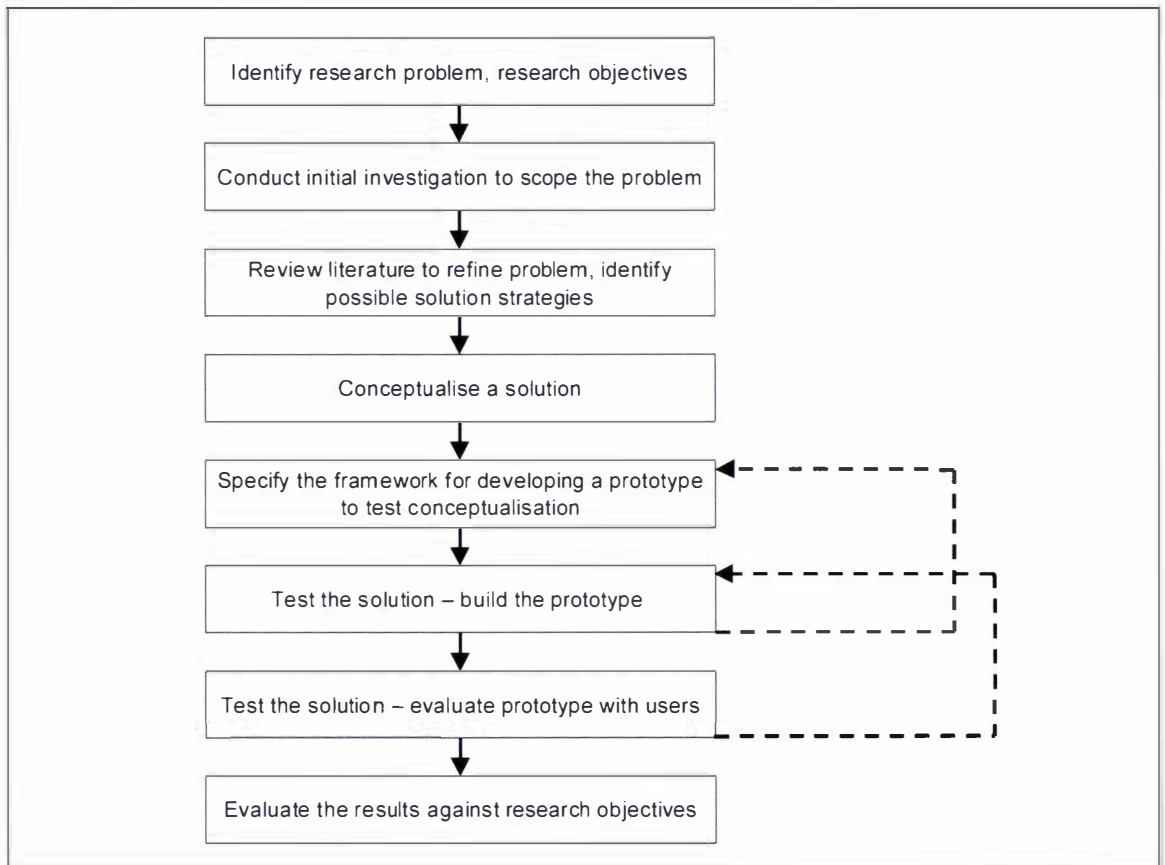 Identify research problem, research objectives
Conduct initial investigation to scope the problem
Review literature to refine problem, identify
possible solution strategies
Conceptualise a solution
Specify the framework for developing a prototype
to test conceptualisation
Test the solution – build the prototype
Test the solution – evaluate prototype with users
Evaluate the results against research objectives